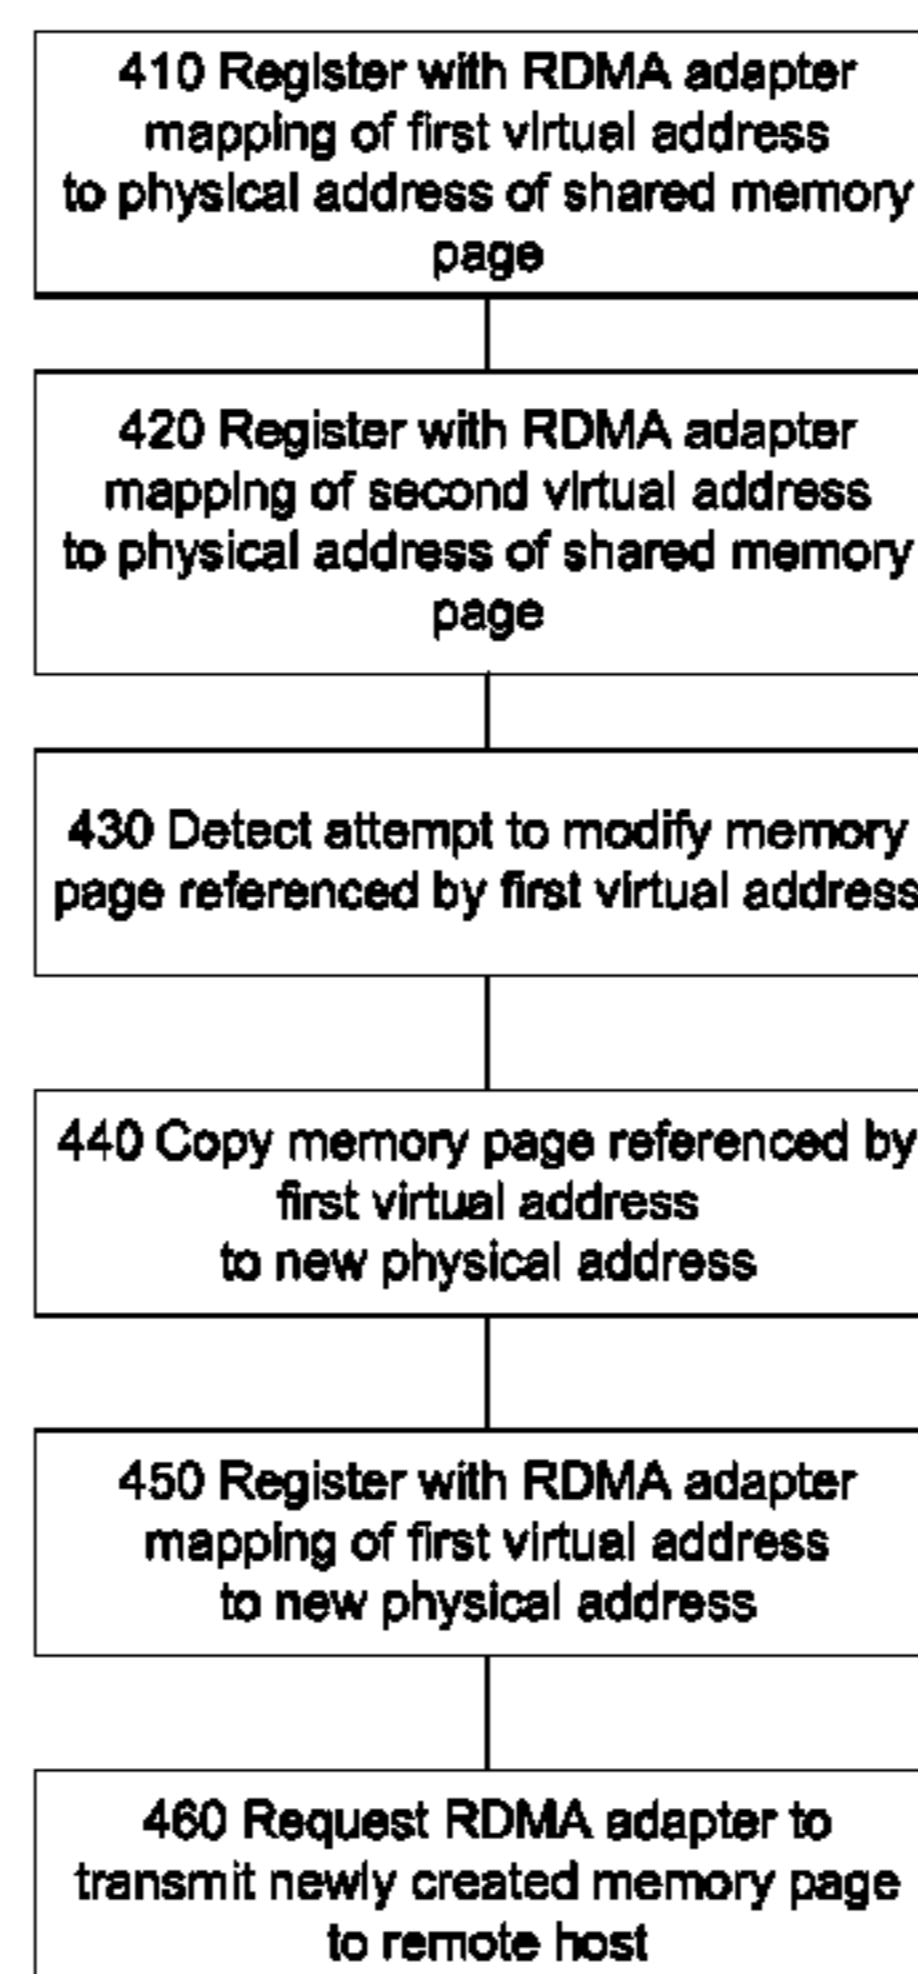 410 Register with RDMA adapter
mapping of first virtual address
to physical address of shared memory
page
420 Register with RDMA adapter
mapping of second virtual address
to physical address of shared memory
page
430 Detect attempt to modify memory
page referenced by first virtual address
440 Copy memory page referenced by
first virtual address
to new physical address
450 Register with RDMA adapter
mapping of first virtual address
to new physical address
460 Request RDMA adapter to
transmit newly created memory page
to remote host